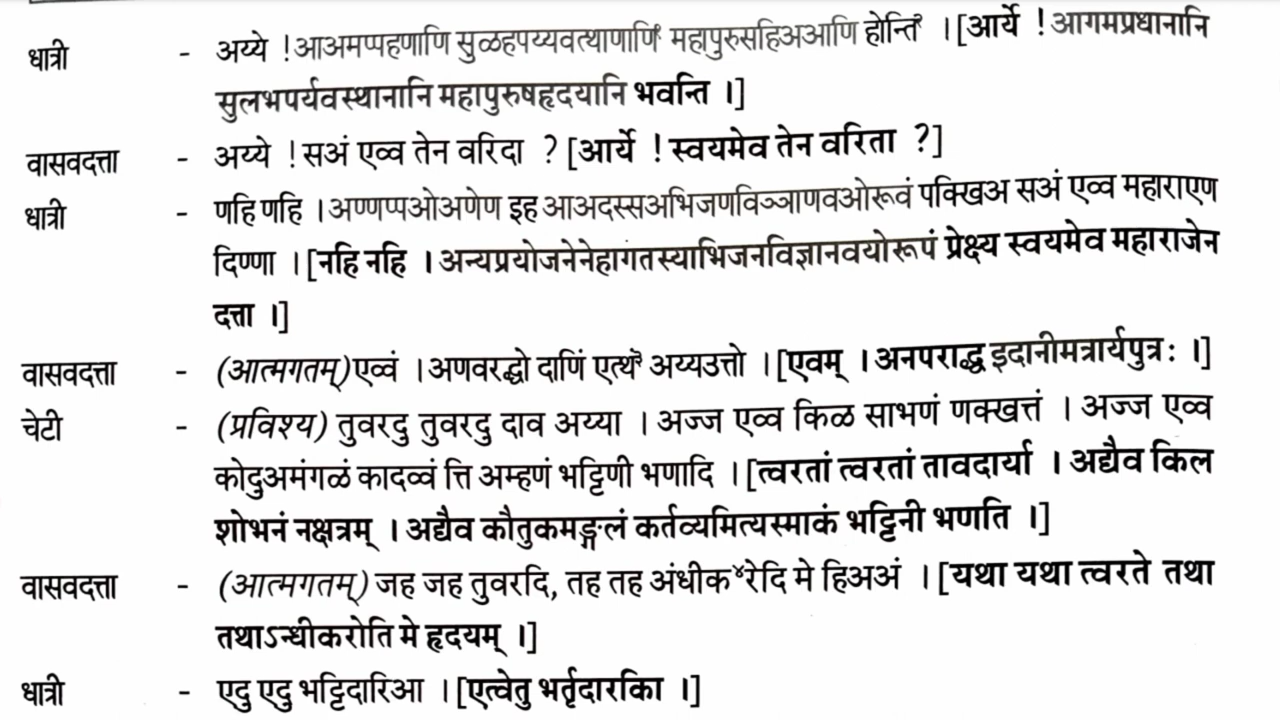 धात्री - अय्ये ! आअमप्पहणाणि सुळहपय्यवत्थाणाणि महापुरुसहिअआणि होन्ति । [आर्ये ! आगमप्रधानानि
सुलभपर्यवस्थानानि महापुरुषहृदयानि भवन्ति ।]
वासवदत्ता - अय्ये ! सअं एव्व तेन वरिदा ? [आर्ये ! स्वयमेव तेन वरिता ?]
धात्री - णहि णहि । अण्णप्पओअणेण इह आअदस्सअभिजणविञ्ञाणवओरूवं पक्खिअ सअं एव्व महाराएण
दिण्णा । [नहि नहि । अन्यप्रयोजनेनेहागतस्याभिजनविज्ञानवयोरूपं प्रेक्ष्य स्वयमेव महाराजेन
दत्ता ।]
वासवदत्ता - (आत्मगतम्) एव्वं । अणवरद्धो दाणिं एत्थ३ अय्यउत्तो । [एवम् । अनपराद्ध इदानीमत्रार्यपुत्रः ।]
चेटी - (प्रविश्य) तुवरदु तुवरदु दाव अय्या । अज्ज एव्व किळ साभणं णक्खत्तं । अज्ज एव्व
कोदुअमंगळं कादव्वं त्ति अम्हणं भट्टिणी भणादि । [त्वरतां त्वरतां तावदार्या । अद्यैव किल
शोभनं नक्षत्रम् । अद्यैव कौतुकमङ्गलं कर्तव्यमित्यस्माकं भट्टिनी भणति ।]
वासवदत्ता - (आत्मगतम्) जह जह तुवरदि, तह तह अंधीक४रेदि मे हिअअं । [यथा यथा त्वरते तथा
तथाऽन्धीकरोति मे हृदयम् ।]
धात्री - एदु एदु भट्टिदारिआ । [एत्वेतु भर्तृदारकिा ।]